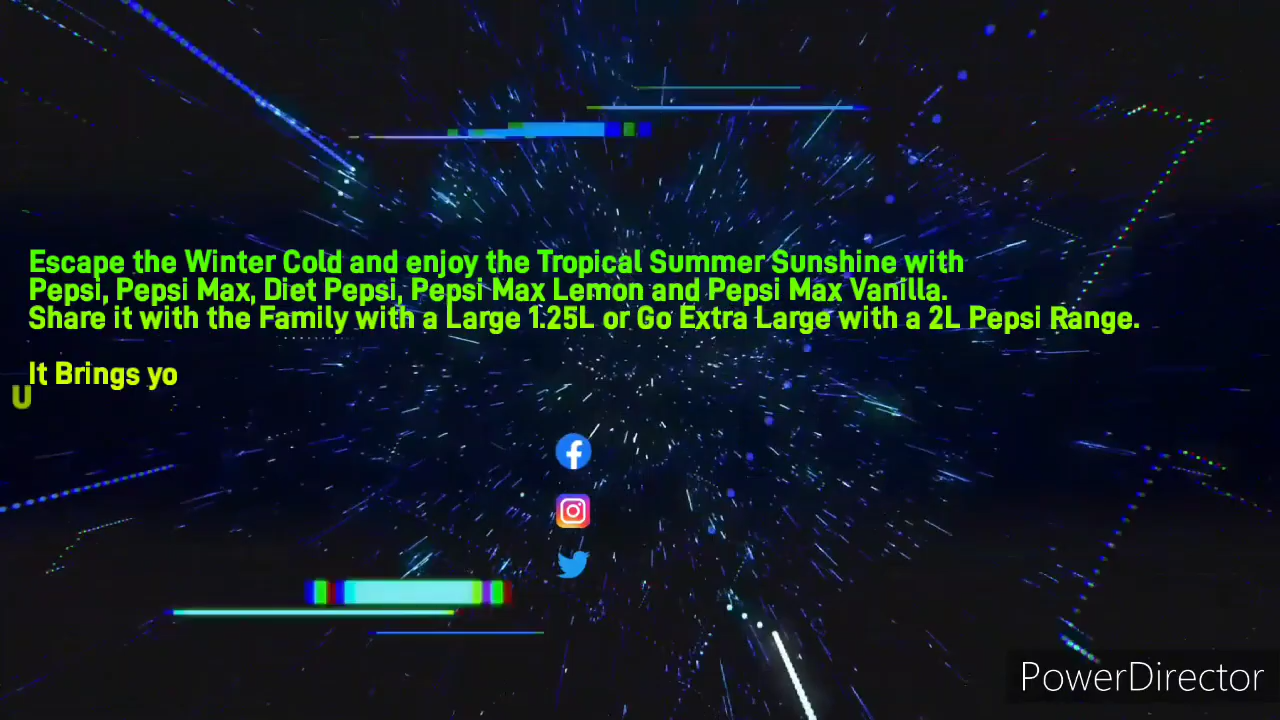 Escape the Winter Cold and enjoy the Tropical Summer Sunshine with
Pepsi, Pepsi Max, Diet Pepsi, Pepsi Max Lemon and Pepsi Max Vanilla.
Share it with the Family with a Large 1.25L or Go Extra Large with a 2L Pepsi Range.
It Brings yo
U
PowerDirector